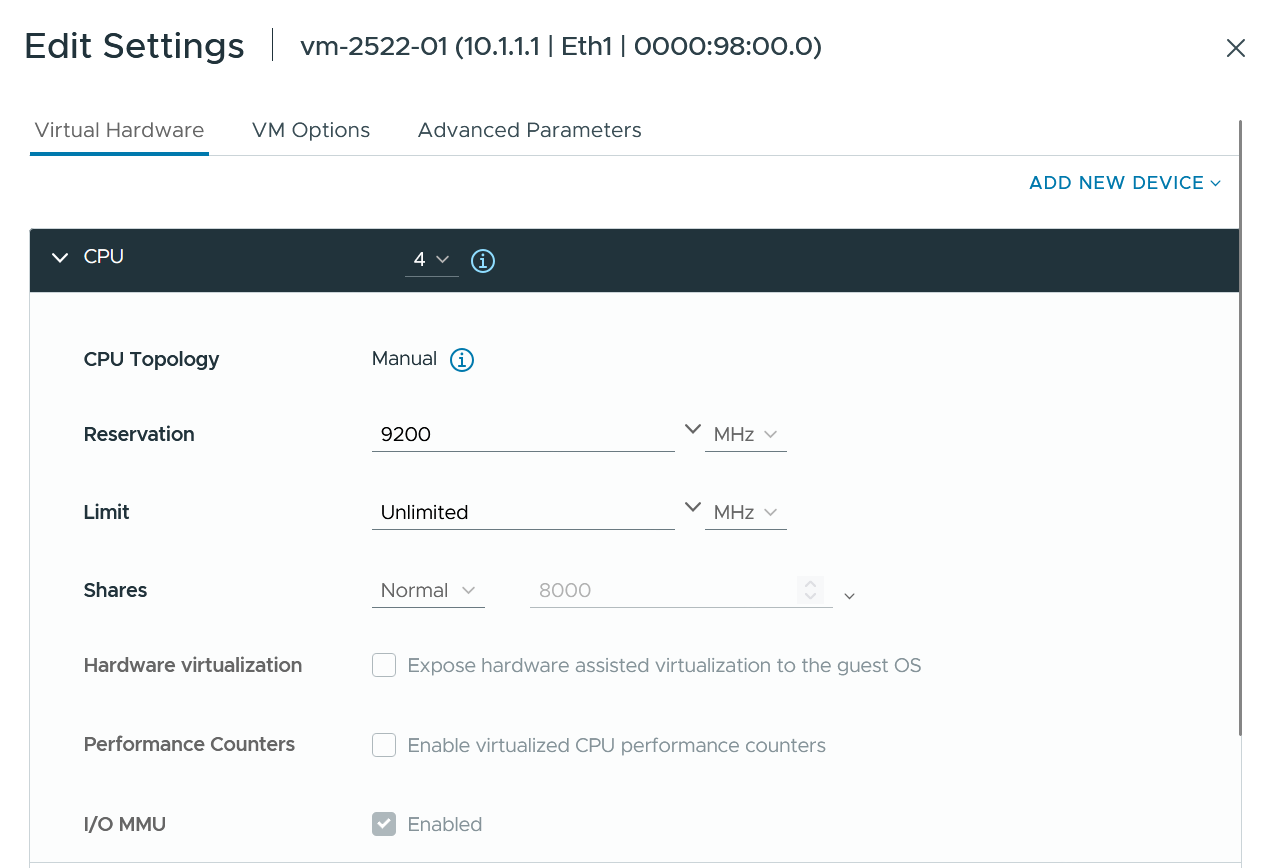 Edit Settings | vm-2522-01 (10.1.1.1 | Eth1 | 0000:98:00.0)
Virtual Hardware VM Options Advanced Parameters
ADD NEW DEVICE
CPU 4
CPU Topology Manual
Reservation 9200 MHz
Limit Unlimited MHz
Shares Normal 8000
Hardware virtualization Expose hardware assisted virtualization to the guest OS
Performance Counters Enable virtualized CPU performance counters
I/O MMU Enabled